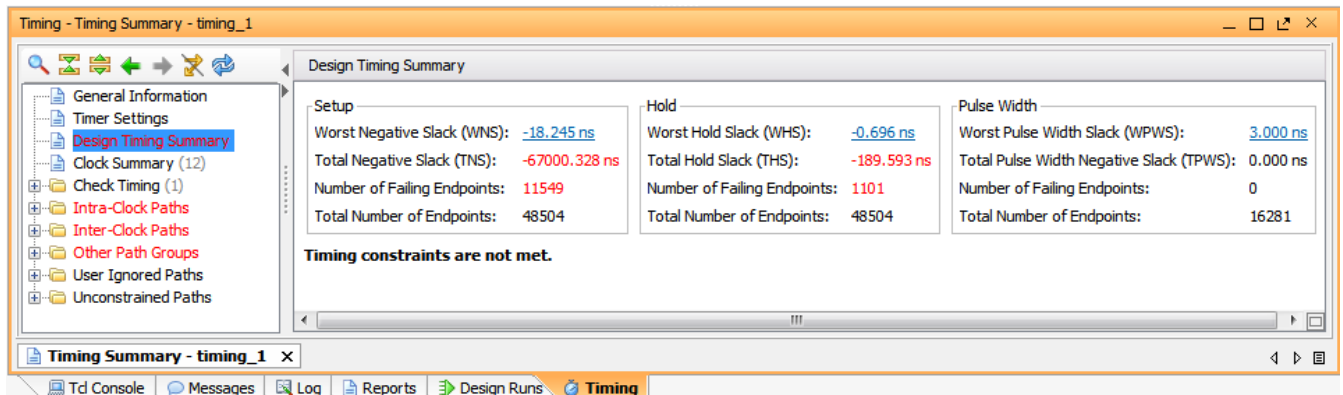 Timing - Timing Summary - timing_1
Design Timing Summary
General Information
Timer Settings
Design Timing Summary
Clock Summary (12)
Check Timing (1)
Intra-Clock Paths
Inter-Clock Paths
Other Path Groups
User Ignored Paths
Unconstrained Paths
Setup
Worst Negative Slack (WNS): -18.245 ns
Total Negative Slack (TNS): -67000.328 ns
Number of Failing Endpoints: 11549
Total Number of Endpoints: 48504
Hold
Worst Hold Slack (WHS): -0.696 ns
Total Hold Slack (THS): -189.593 ns
Number of Failing Endpoints: 1101
Total Number of Endpoints: 48504
Pulse Width
Worst Pulse Width Slack (WPWS): 3.000 ns
Total Pulse Width Negative Slack (TPWS): 0.000 ns
Number of Failing Endpoints: 0
Total Number of Endpoints: 16281
Timing constraints are not met.
Timing Summary - timing_1
Tcl Console Messages Log Reports Design Runs Timing